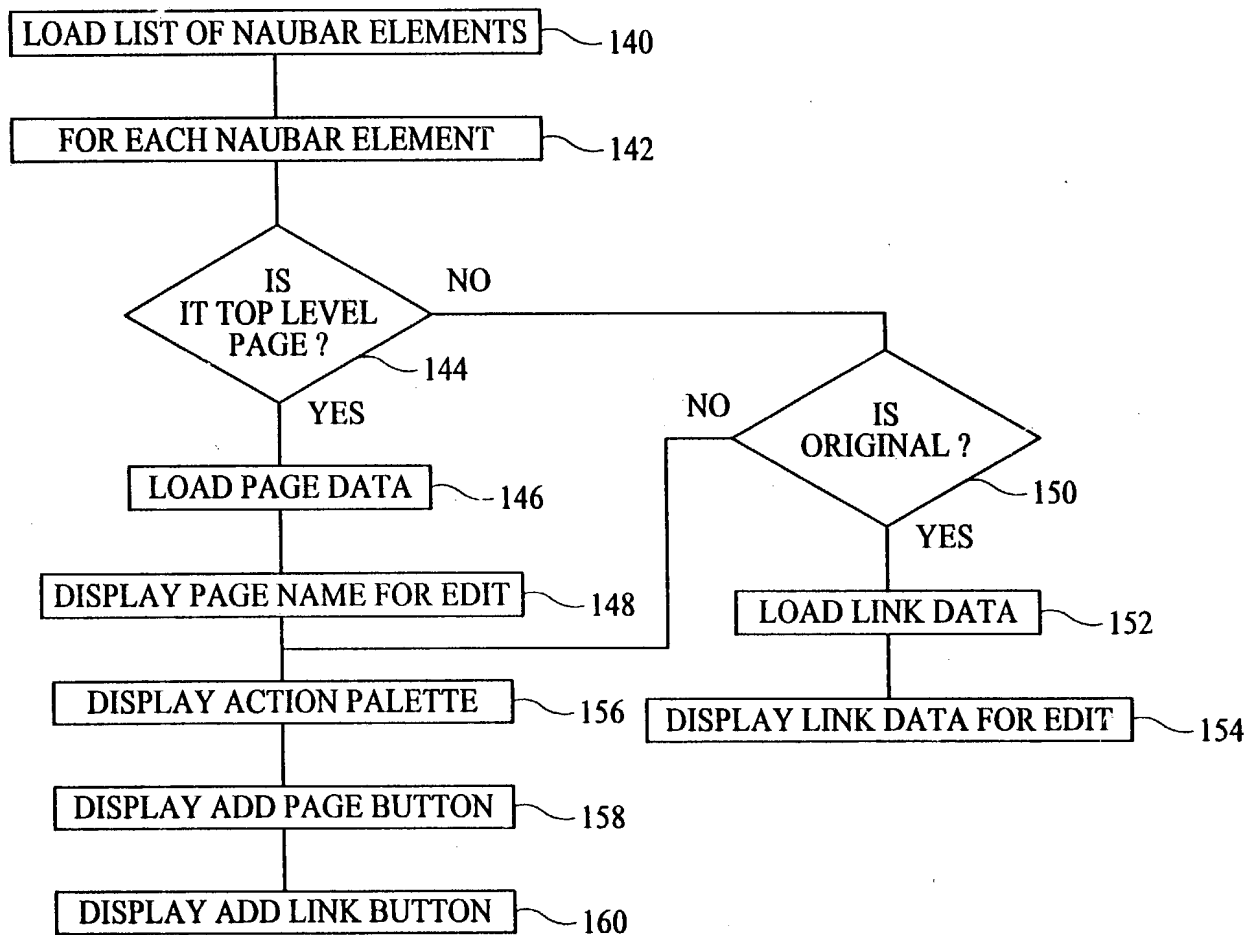 LOAD LIST OF NAUBAR ELEMENTS
140
FOR EACH NAUBAR ELEMENT
142
IS
IT TOP LEVEL
PAGE ?
144
NO
YES
IS
ORIGINAL ?
150
NO
YES
LOAD PAGE DATA
146
DISPLAY PAGE NAME FOR EDIT
148
LOAD LINK DATA
152
DISPLAY LINK DATA FOR EDIT
154
DISPLAY ACTION PALETTE
156
DISPLAY ADD PAGE BUTTON
158
DISPLAY ADD LINK BUTTON
160